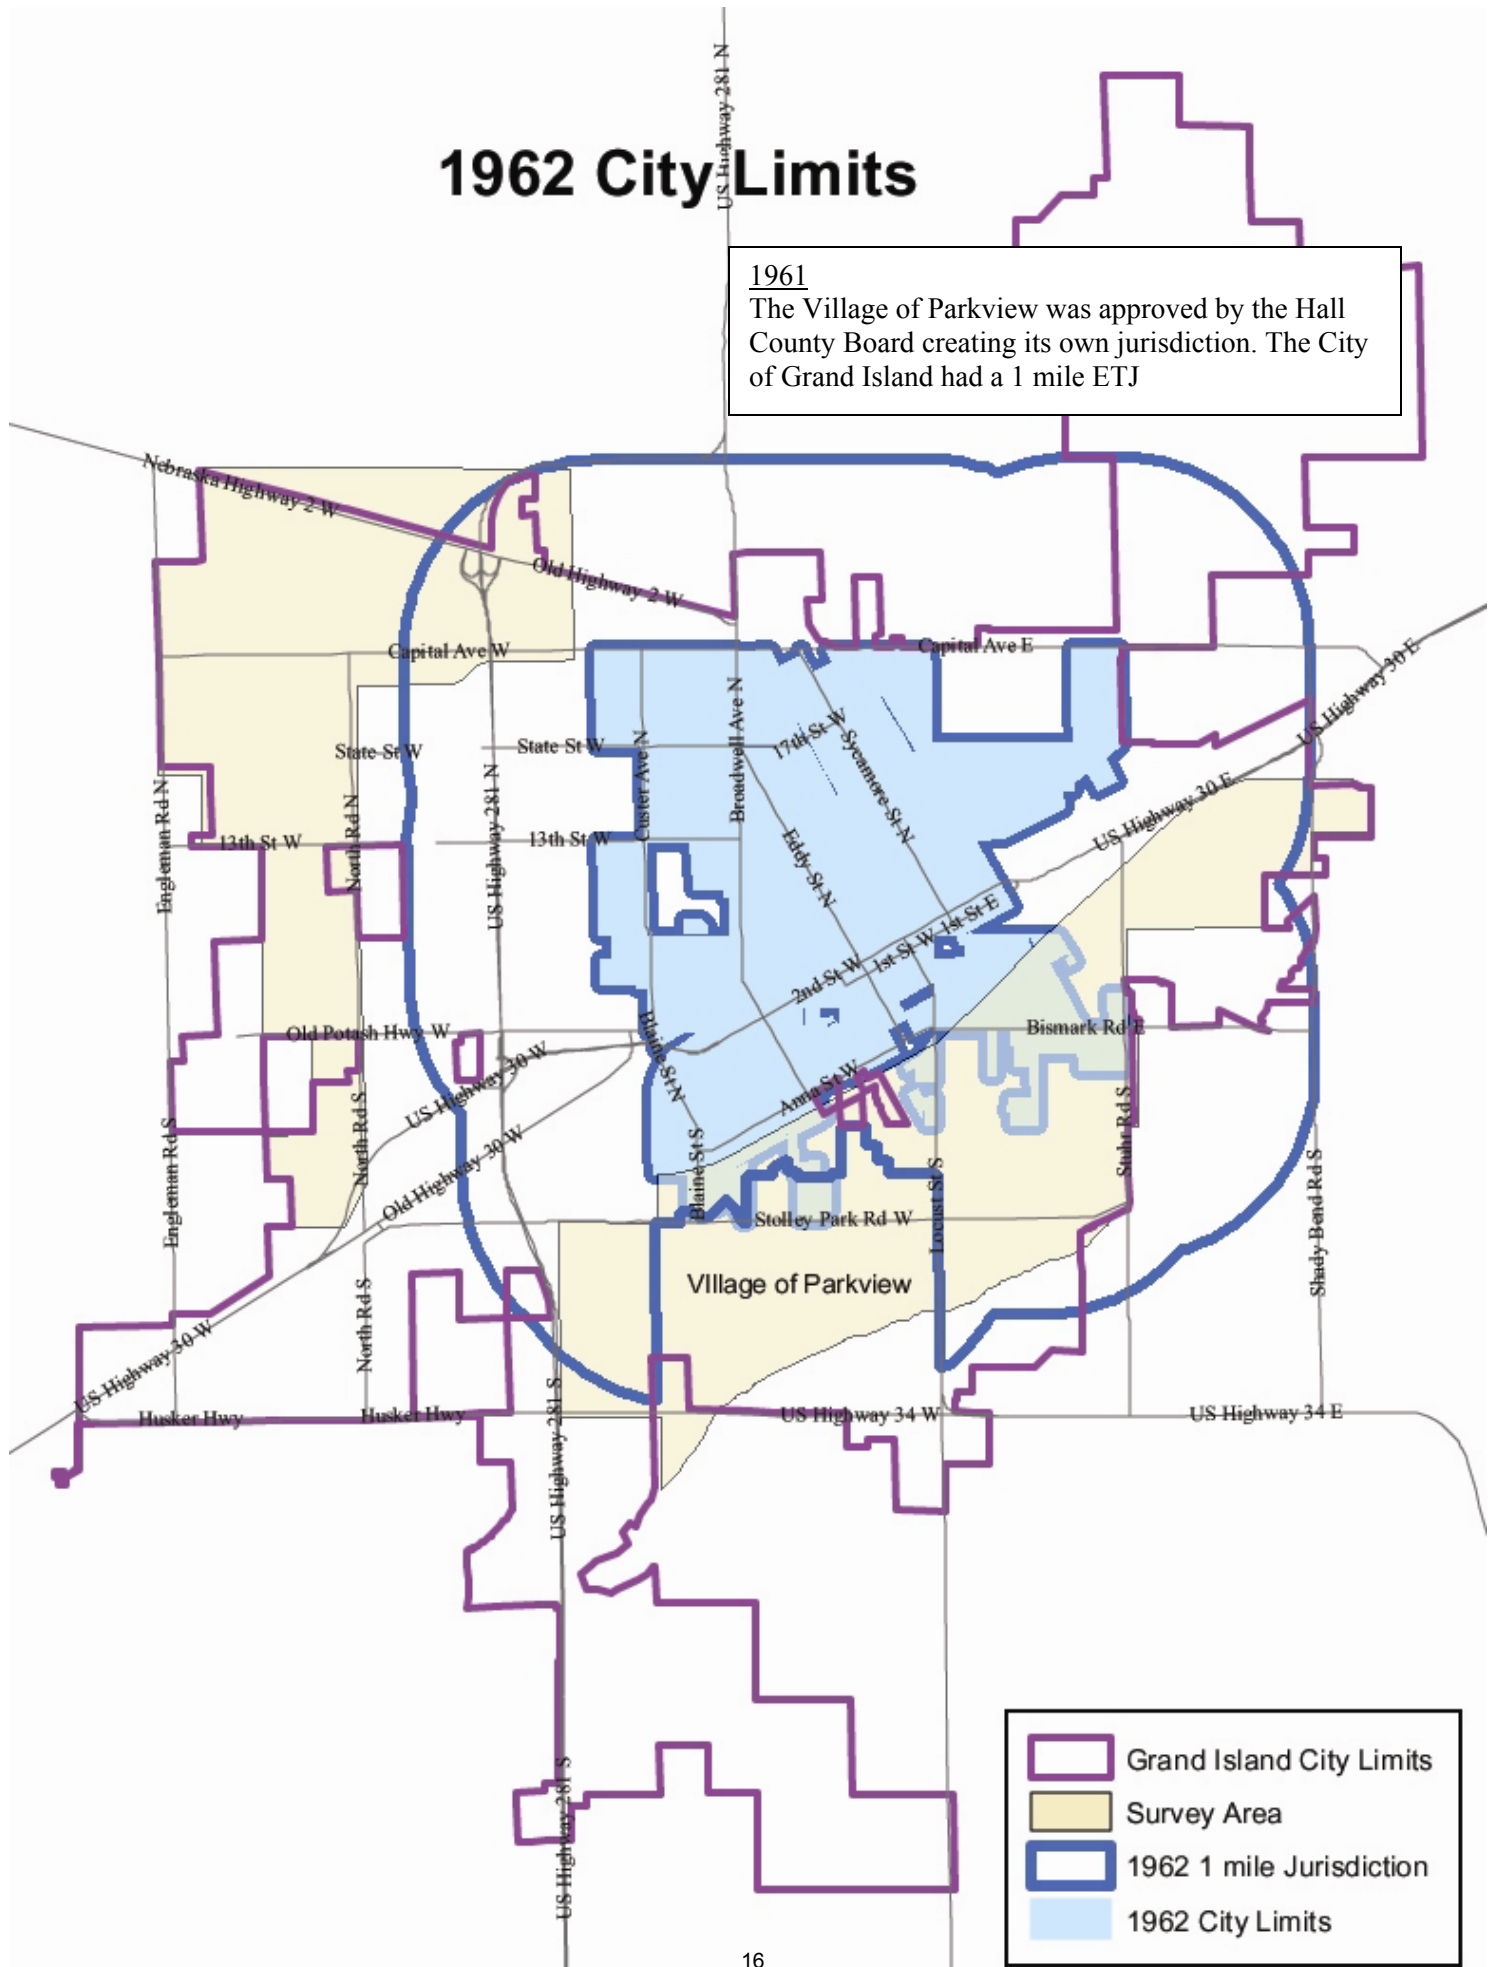 US Highway 281 N
1962 City Limits
1961
The Village of Parkview was approved by the Hall
County Board creating its own jurisdiction. The City
of Grand Island had a 1 mile ETJ
Nebraska Highway 2 W
Old Highway 2 W
Capital Ave W
Capital Ave E
US Highway 30 E
State St W
State St W
17th St W
Broadwell Ave N
Sycamore St N
Custer Ave N
US Highway 281 N
Engleman Rd N
North Rd N
13th St W
13th St W
Eddy St N
US Highway 30 E
1st St E
1st St W
2nd St W
Old Potash Hwy W
Bismark Rd E
Blaine St N
US Highway 30 W
Anna St W
Engleman Rd S
North Rd S
Old Highway 30 W
Blaine St S
Stuhr Rd S
Locust St S
Shady Bend Rd S
Stolley Park Rd W
VIllage of Parkview
North Rd S
US Highway 30 W
Husker Hwy
Husker Hwy
US Highway 281 S
US Highway 34 W
US Highway 34 E
US Highway 281 S
Grand Island City Limits
Survey Area
1962 1 mile Jurisdiction
1962 City Limits
16